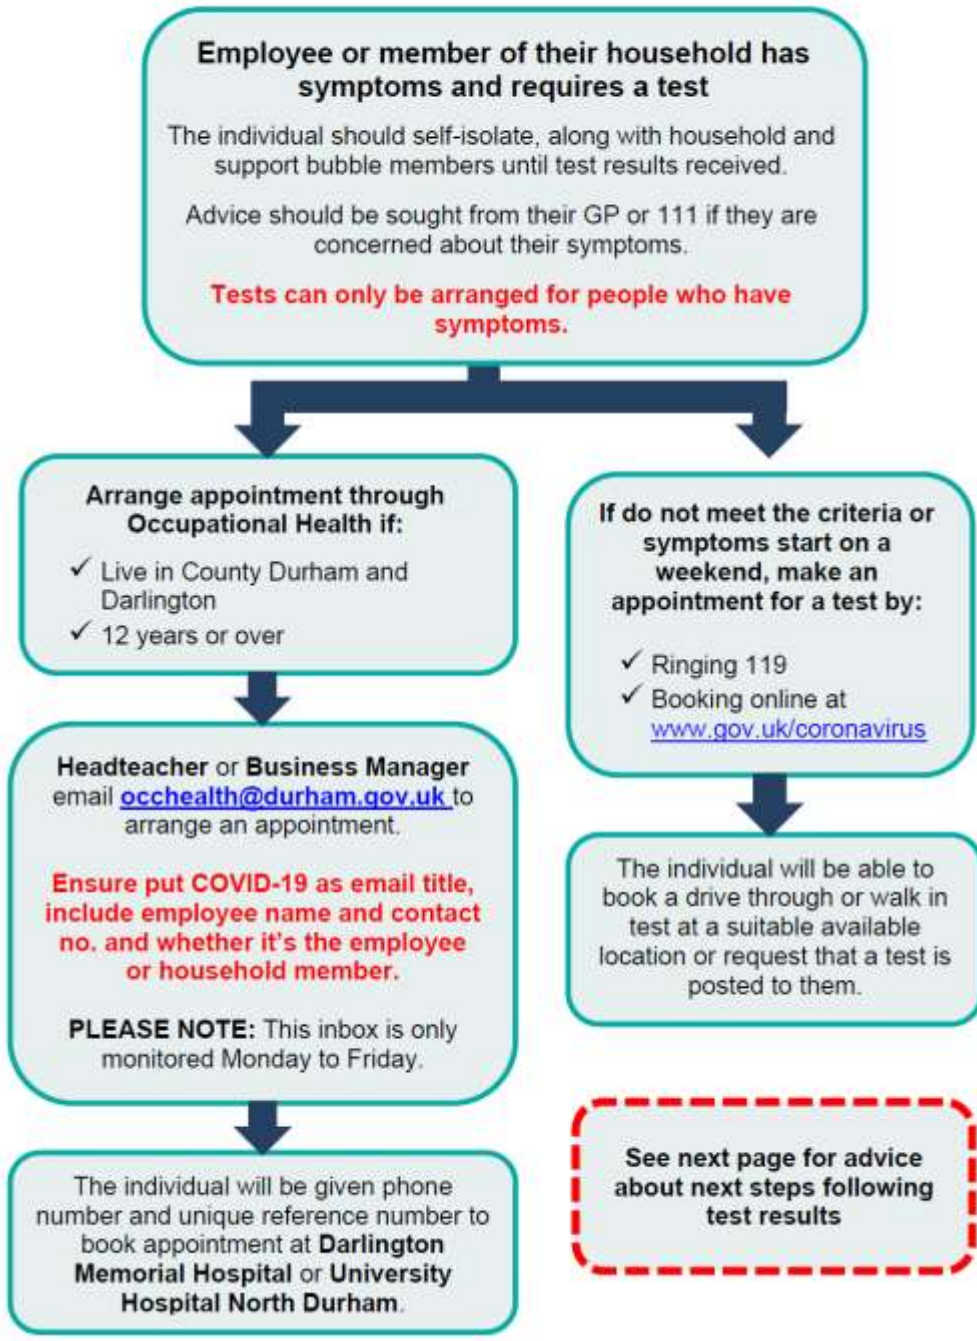 Employee or member of their household has
symptoms and requires a test
The individual should self-isolate, along with household and
support bubble members until test results received.
Advice should be sought from their GP or 111 if they are
concerned about their symptoms.
Tests can only be arranged for people who have
symptoms.
Arrange appointment through
Occupational Health if:
✓ Live in County Durham and
Darlington
✓ 12 years or over
Headteacher or Business Manager
email occhealth@durham.gov.uk to
arrange an appointment.
Ensure put COVID-19 as email title,
include employee name and contact
no. and whether it's the employee
or household member.
PLEASE NOTE: This inbox is only
monitored Monday to Friday.
The individual will be given phone
number and unique reference number to
book appointment at Darlington
Memorial Hospital or University
Hospital North Durham.
If do not meet the criteria or
symptoms start on a
weekend, make an
appointment for a test by:
✓ Ringing 119
✓ Booking online at
www.gov.uk/coronavirus
The individual will be able to
book a drive through or walk in
test at a suitable available
location or request that a test is
posted to them.
See next page for advice
about next steps following
test results